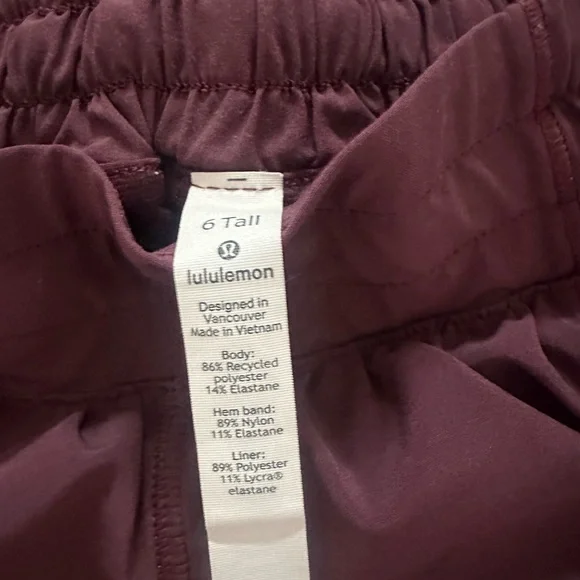 6 Tall
lululemon
Designed in
Vancouver
Made in Vietnam
Body:
86% Recycled
polyester
14% Elastane
Hem band:
89% Nylon
11% Elastane
Liner:
89% Polyester
11% Lycra®
elastane